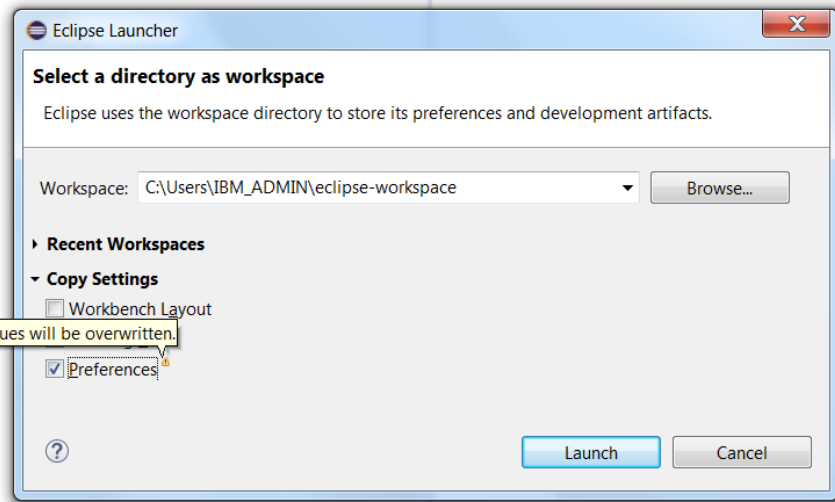 Eclipse Launcher
Select a directory as workspace
Eclipse uses the workspace directory to store its preferences and development artifacts.
Workspace: C:\Users\IBM_ADMIN\eclipse-workspace Browse...
Recent Workspaces
Copy Settings
Workbench Layout
ues will be overwritten.
Preferences
? Launch Cancel